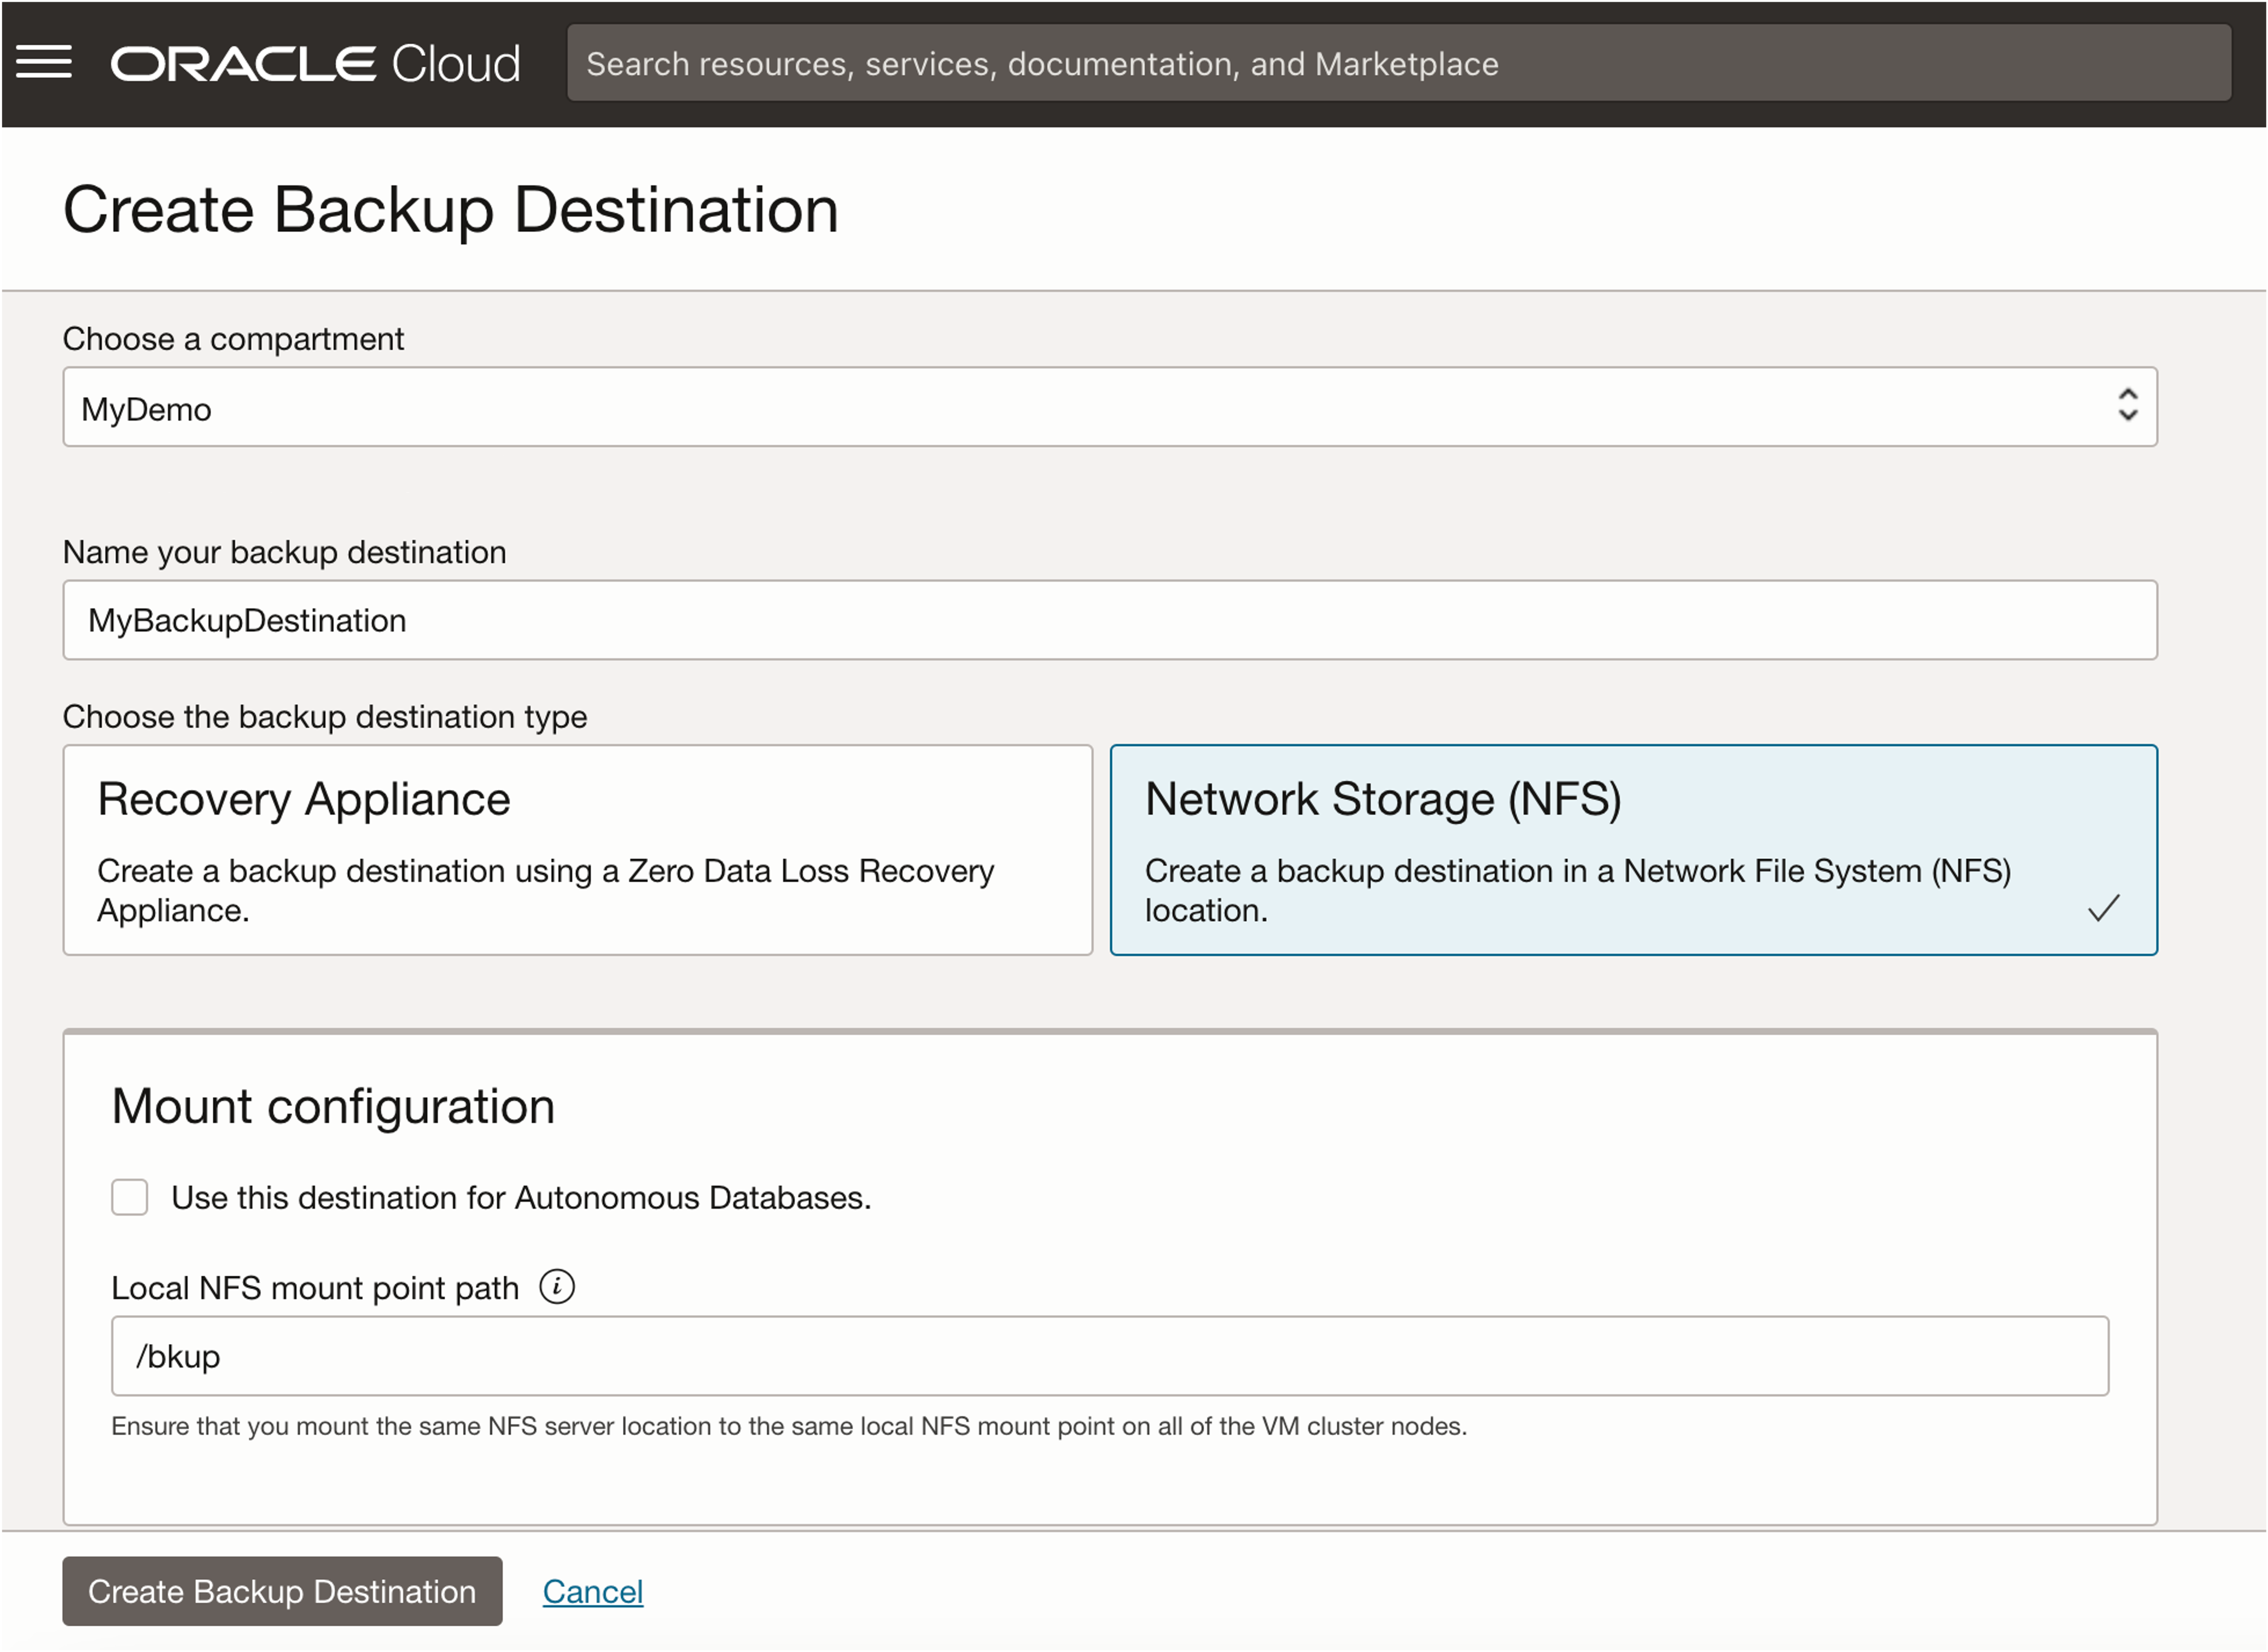 ORACLE Cloud
Search resources, services, documentation, and Marketplace
Create Backup Destination
Choose a compartment
MyDemo
Name your backup destination
MyBackupDestination
Choose the backup destination type
Recovery Appliance
Create a backup destination using a Zero Data Loss Recovery
Appliance.
Network Storage (NFS)
Create a backup destination in a Network File System (NFS)
location.
Mount configuration
Use this destination for Autonomous Databases.
Local NFS mount point path i
/bkup
Ensure that you mount the same NFS server location to the same local NFS mount point on all of the VM cluster nodes.
Create Backup Destination
Cancel